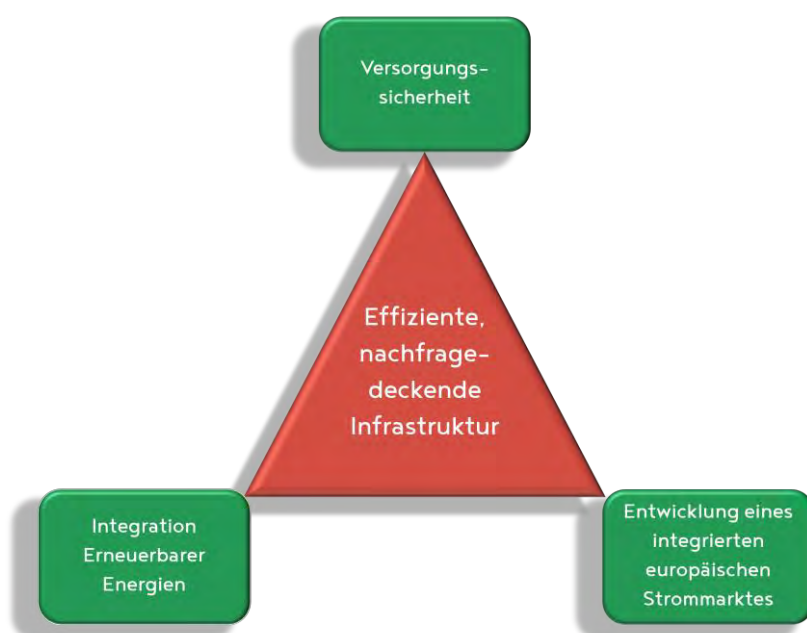 Versorgungs-
sicherheit
Effiziente,
nachfrage-
deckende
Infrastruktur
Integration
Erneuerbarer
Energien
Entwicklung eines
integrierten
europäischen
Strommarktes